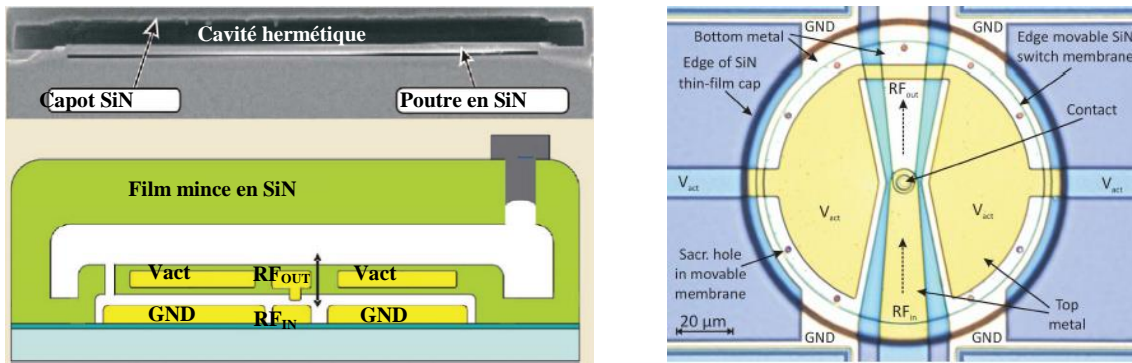 Cavité hermétique
Capot SiN
Poutre en SiN
Film mince en SiN
Vact
RFOUT
Vact
GND
RFIN
GND
GND
Bottom metal
Edge of SiN
thin-film cap
Edge movable SiN
switch membrane
RFout
Contact
Vact
Vact
Vact
Vact
Sacr. hole
in movable
membrane
RFin
Top
metal
20 µm
GND
GND